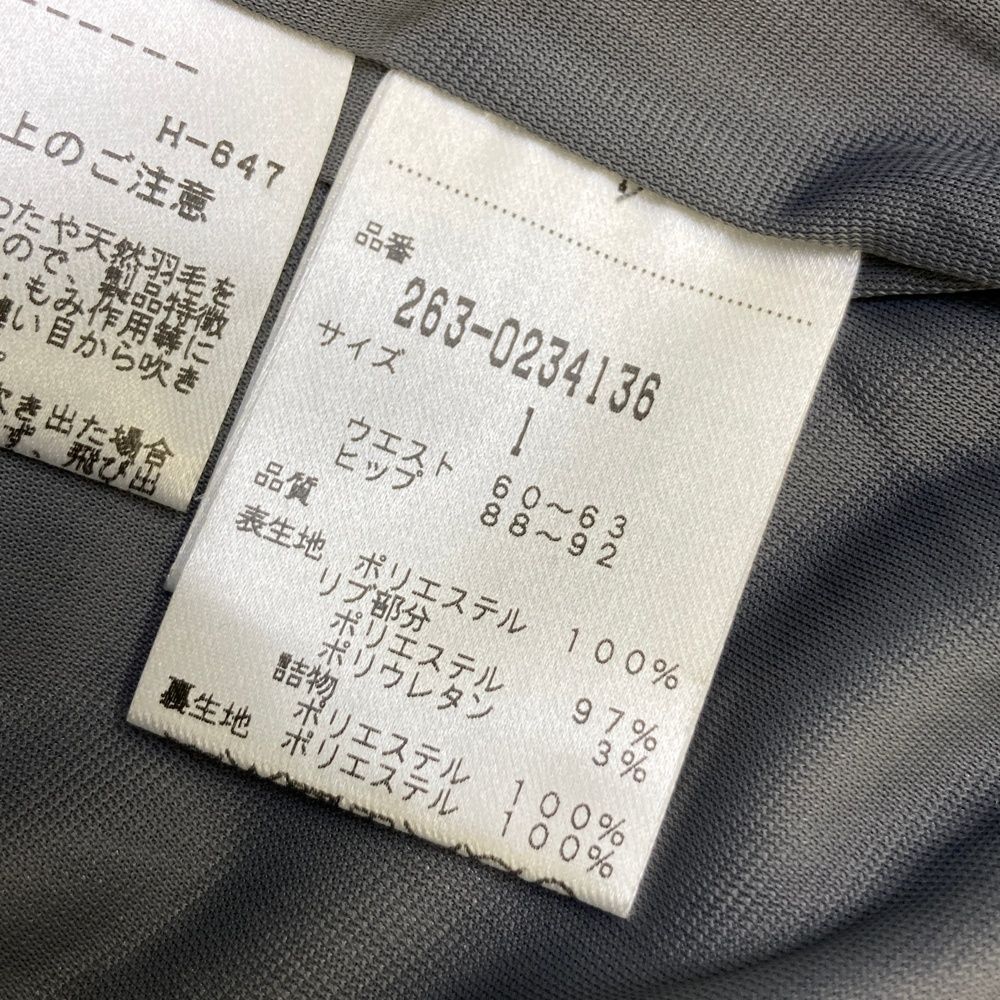 H-647
上のご注意
わたや天然羽毛を
ので、製品特徴
・もみ作用等に
縫い目から吹き
。
吹き出た場合
ず、飛び出
品番
263-0234136
サイズ 1
ウエスト 60〜63
ヒップ 88〜92
品質
表生地 ポリエステル 100%
リブ部分
ポリエステル 97%
ポリウレタン 3%
詰物
ポリエステル 100%
裏生地 ポリエステル 100%